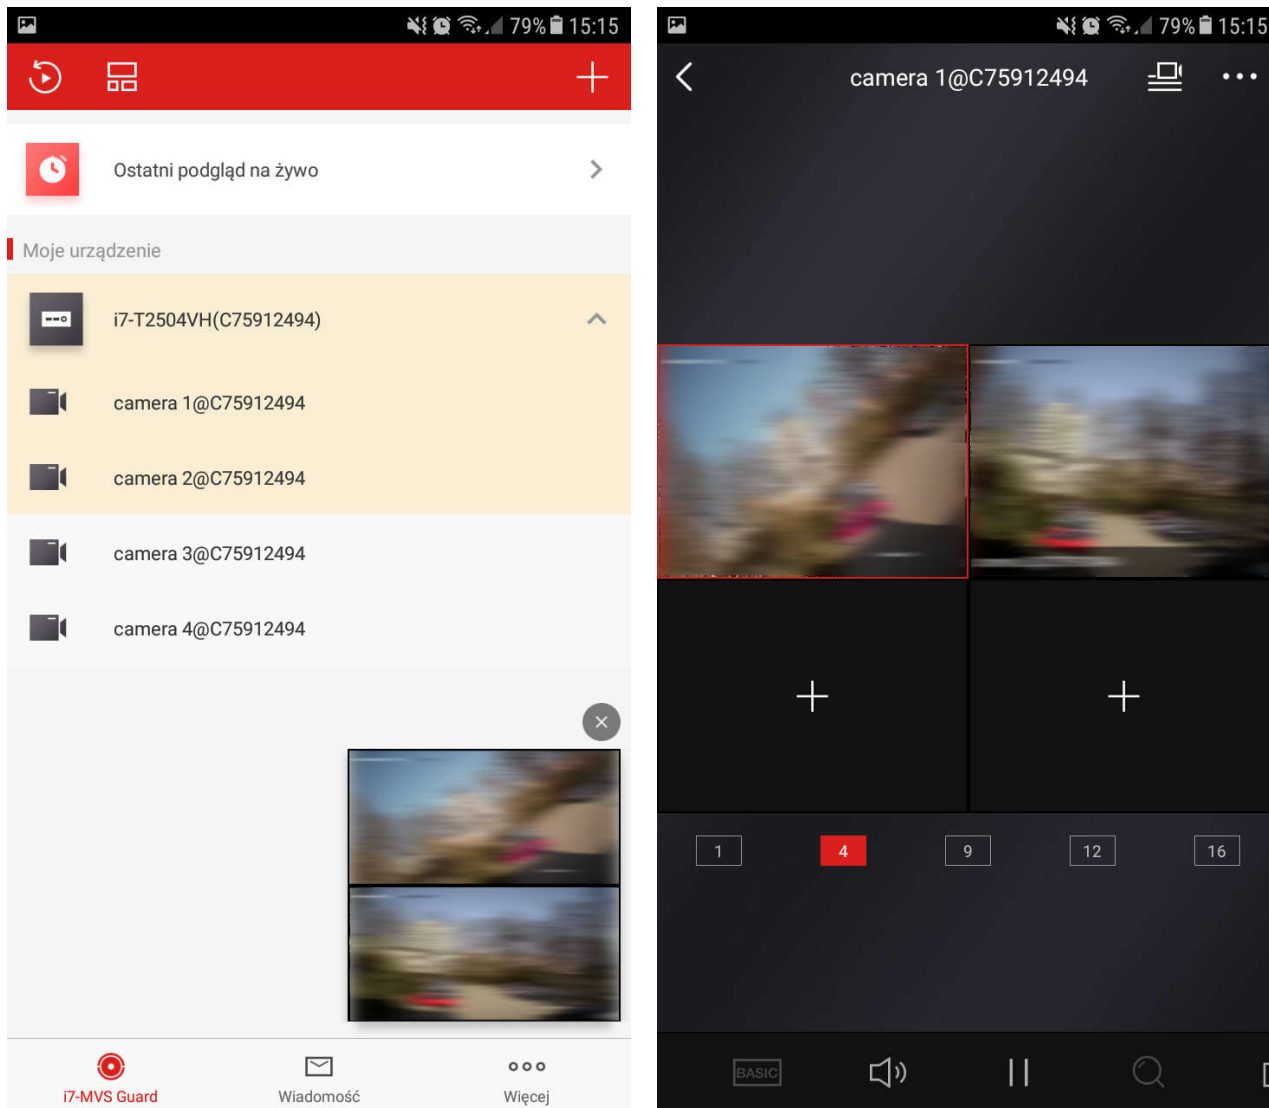 79% 15:15
Ostatni podgląd na żywo
Moje urządzenie
i7-T2504VH(C75912494)
camera 1@C75912494
camera 2@C75912494
camera 3@C75912494
camera 4@C75912494
i7-MVS Guard
Wiadomość
Więcej
79% 15:15
camera 1@C75912494
1
4
9
12
16
BASIC